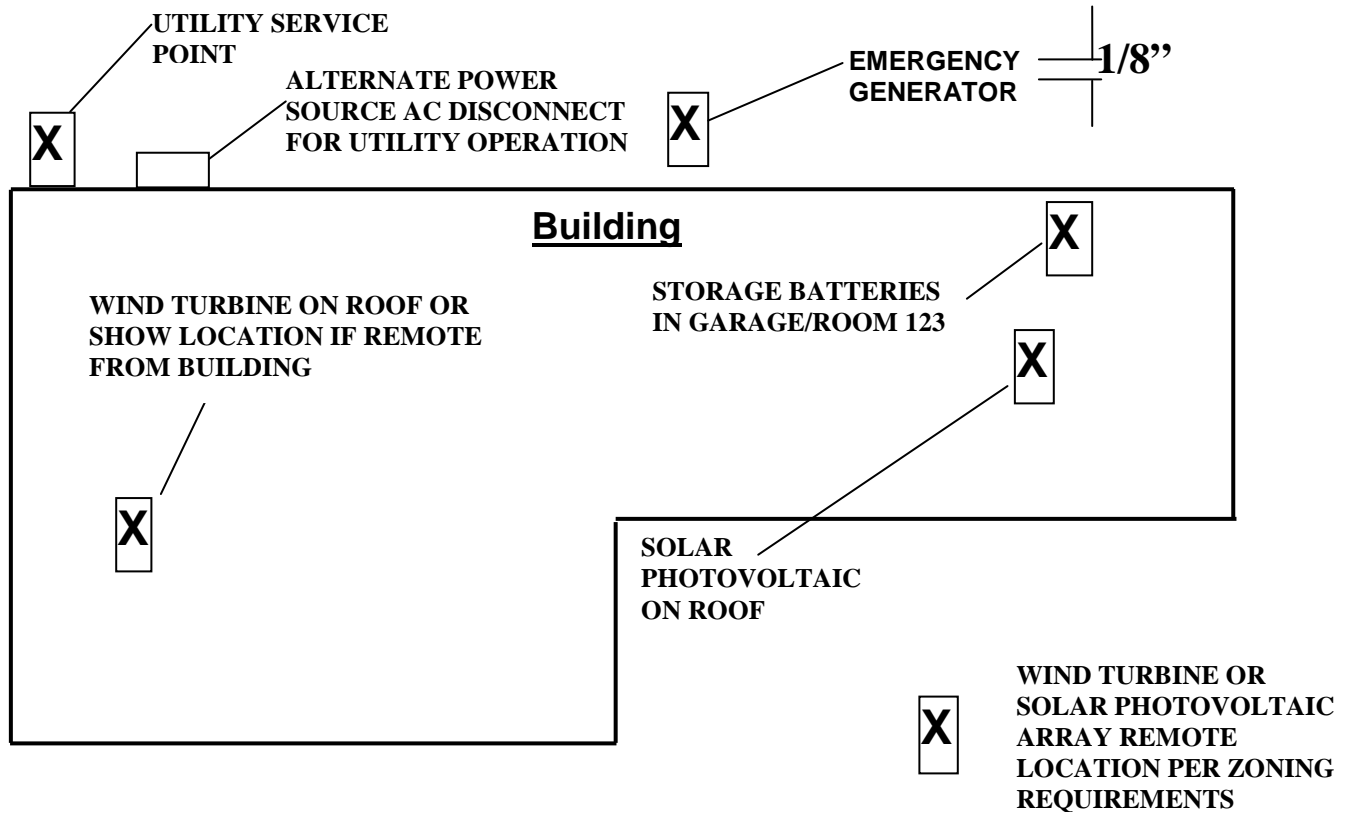 UTILITY SERVICE
POINT
ALTERNATE POWER
SOURCE AC DISCONNECT
FOR UTILITY OPERATION
EMERGENCY
GENERATOR
1/8”
X
X
Building
X
STORAGE BATTERIES
IN GARAGE/ROOM 123
WIND TURBINE ON ROOF OR
SHOW LOCATION IF REMOTE
FROM BUILDING
X
X
SOLAR
PHOTOVOLTAIC
ON ROOF
X
WIND TURBINE OR
SOLAR PHOTOVOLTAIC
ARRAY REMOTE
LOCATION PER ZONING
REQUIREMENTS